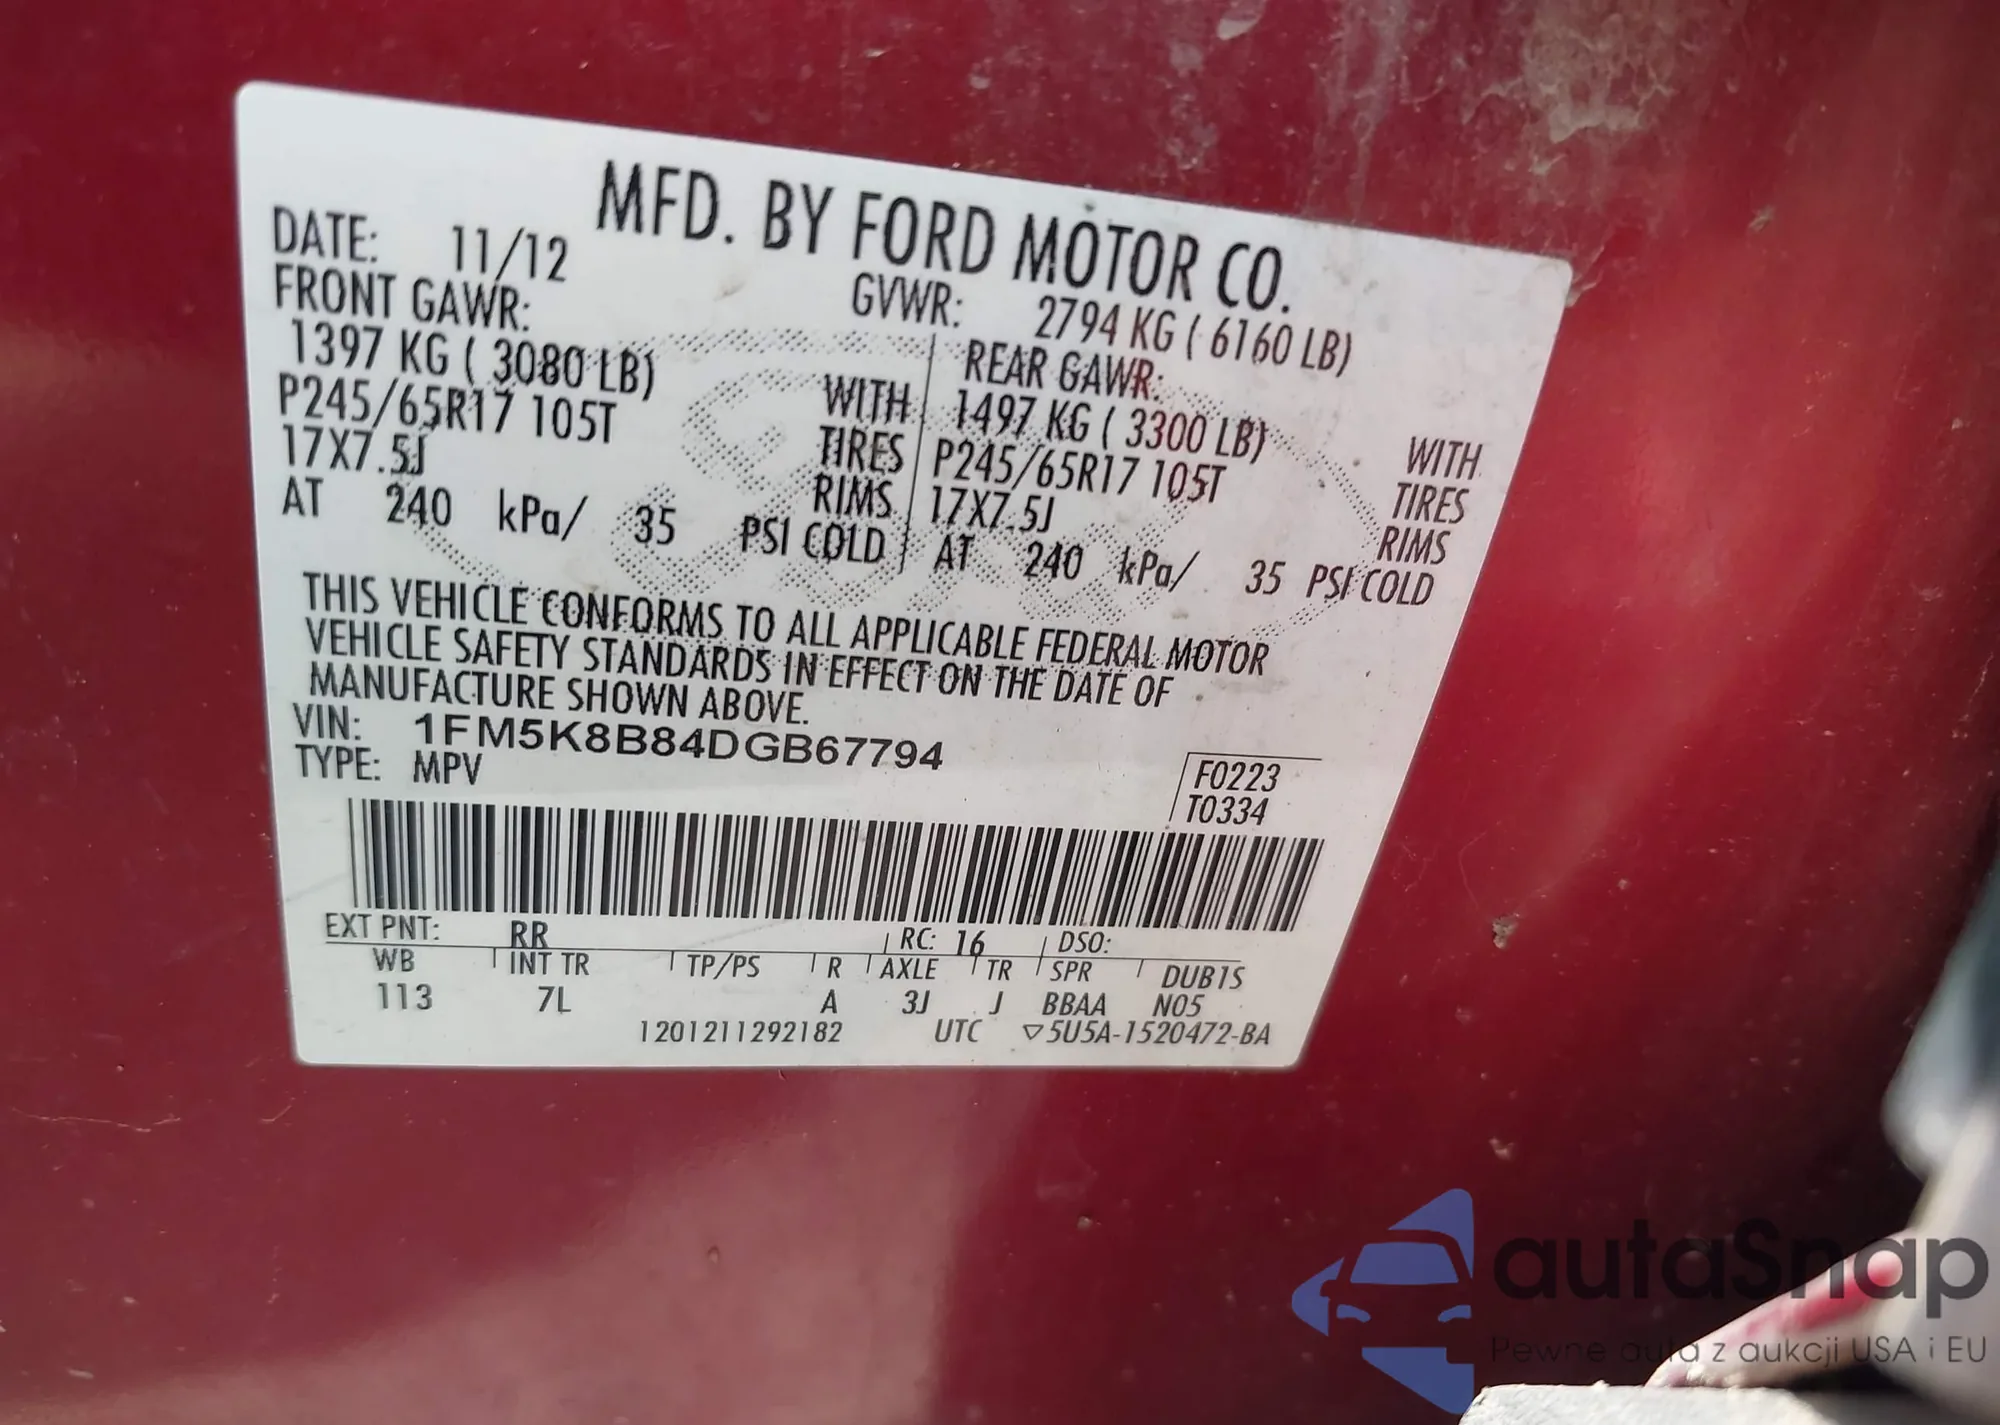 MFD. BY FORD MOTOR CO.
DATE: 11/12 GVWR: 2794 KG ( 6160 LB)
FRONT GAWR: REAR GAWR:
1397 KG ( 3080 LB) WITH 1497 KG ( 3300 LB) WITH
P245/65R17 105T TIRES P245/65R17 105T TIRES
17X7.5J RIMS 17X7.5J RIMS
AT 240 kPa/ 35 PSI COLD AT 240 kPa/ 35 PSI COLD
THIS VEHICLE CONFORMS TO ALL APPLICABLE FEDERAL MOTOR
VEHICLE SAFETY STANDARDS IN EFFECT ON THE DATE OF
MANUFACTURE SHOWN ABOVE.
VIN: 1FM5K8B84DGB67794
TYPE: MPV
F0223
T0334
EXT PNT: RR RC: 16 DSO:
WB INT TR TP/PS R AXLE TR SPR DUB1S
113 7L A 3J J BBAA N05
1201211292182 UTC ▽5U5A-1520472-BA
autaSnap
Pewne auta z aukcji USA i EU